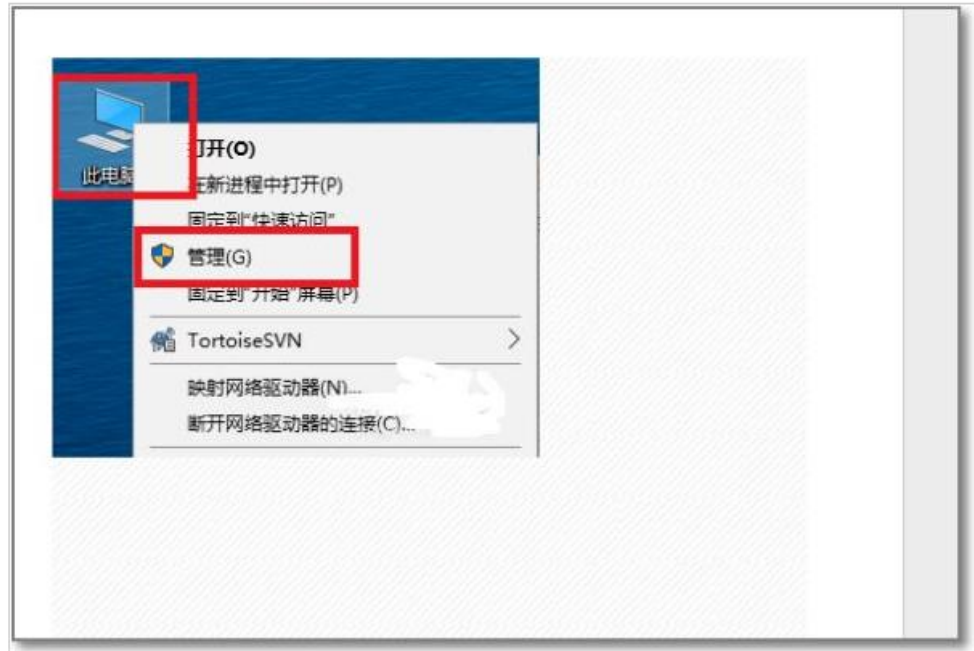 此电脑
打开(O)
在新进程中打开(P)
固定到"快速访问"
管理(G)
固定到"开始"屏幕(P)
TortoiseSVN
映射网络驱动器(N)...
断开网络驱动器的连接(C)...